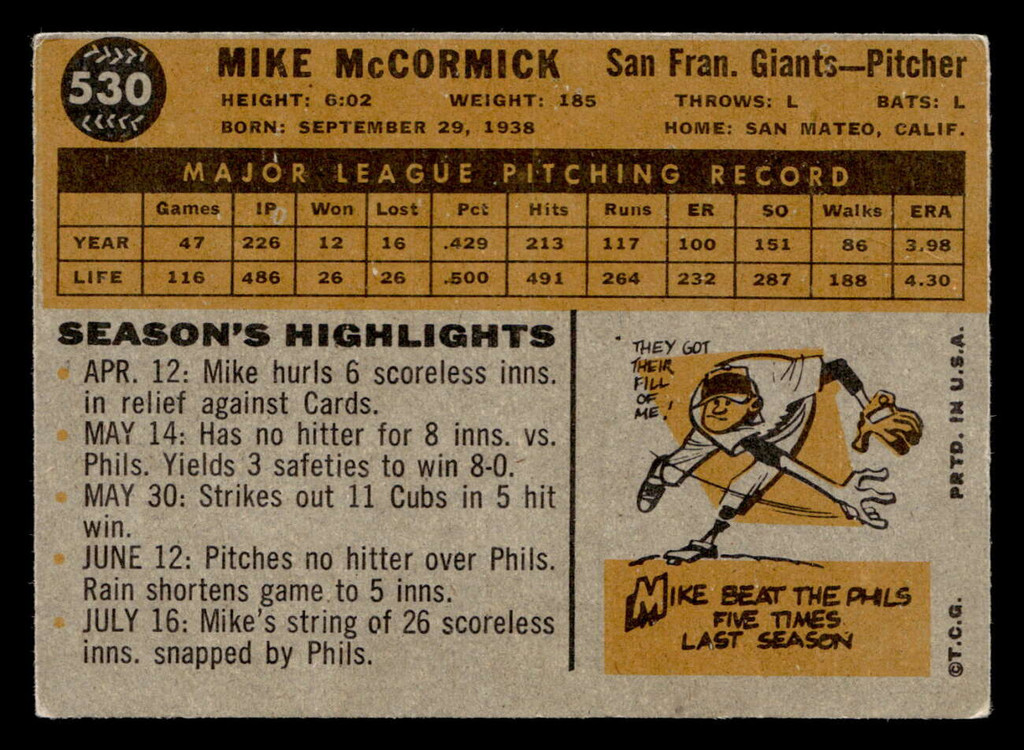 530
MIKE McCORMICK San Fran. Giants—Pitcher
HEIGHT: 6:02 WEIGHT: 185 THROWS: L BATS: L
BORN: SEPTEMBER 29, 1938 HOME: SAN MATEO, CALIF.
MAJOR LEAGUE PITCHING RECORD
Games IP Won Lost Pct Hits Runs ER SO Walks ERA
YEAR 47 226 12 16 .429 213 117 100 151 86 3.98
LIFE 116 486 26 26 .500 491 264 232 287 188 4.30
SEASON'S HIGHLIGHTS
• APR. 12: Mike hurls 6 scoreless inns.
in relief against Cards.
• MAY 14: Has no hitter for 8 inns. vs.
Phils. Yields 3 safeties to win 8-0.
• MAY 30: Strikes out 11 Cubs in 5 hit
win.
• JUNE 12: Pitches no hitter over Phils.
Rain shortens game to 5 inns.
• JULY 16: Mike's string of 26 scoreless
inns. snapped by Phils.
THEY GOT
THEIR
FILL
OF
ME!
MIKE BEAT THE PHILS
FIVE TIMES
LAST SEASON
©T.C.G. PRTD. IN U.S.A.